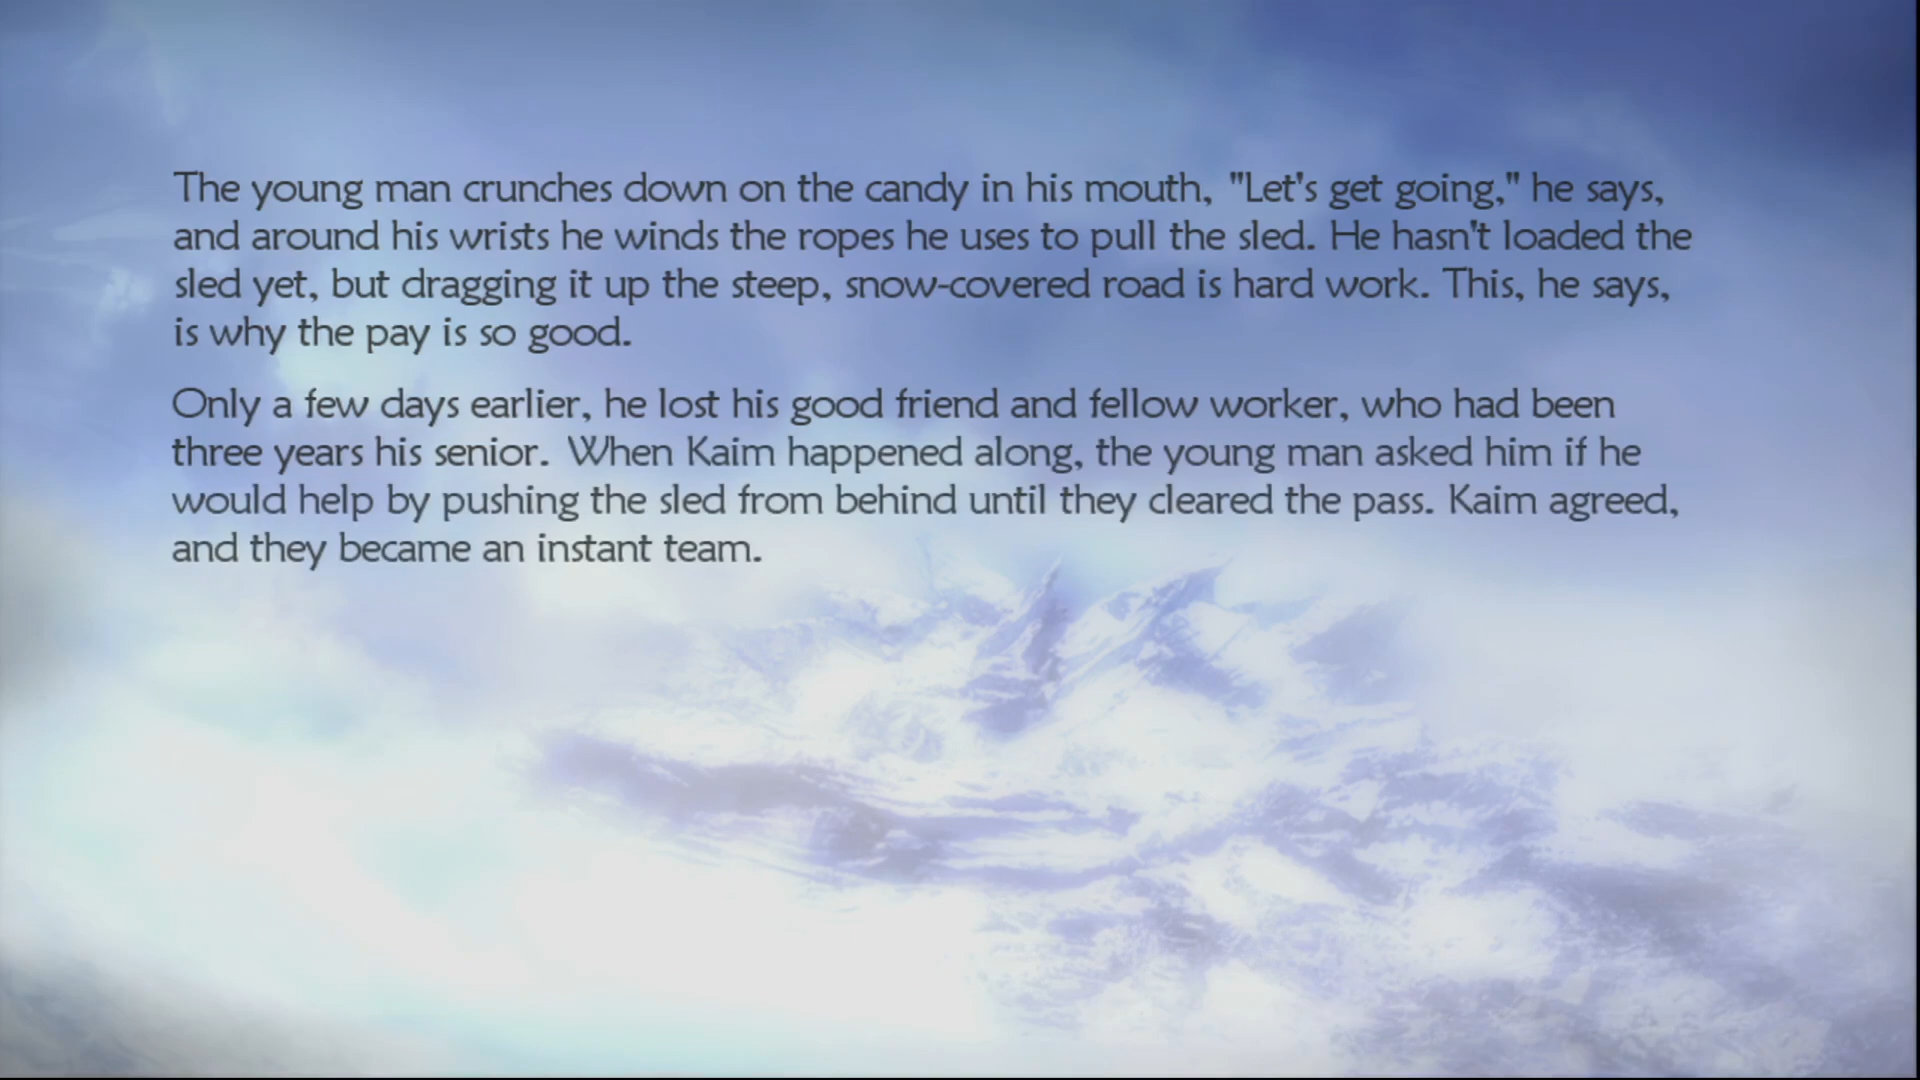 The young man crunches down on the candy in his mouth, "Let's get going," he says,
and around his wrists he winds the ropes he uses to pull the sled. He hasn't loaded the
sled yet, but dragging it up the steep, snow-covered road is hard work. This, he says,
is why the pay is so good.
Only a few days earlier, he lost his good friend and fellow worker, who had been
three years his senior. When Kaim happened along, the young man asked him if he
would help by pushing the sled from behind until they cleared the pass. Kaim agreed,
and they became an instant team.